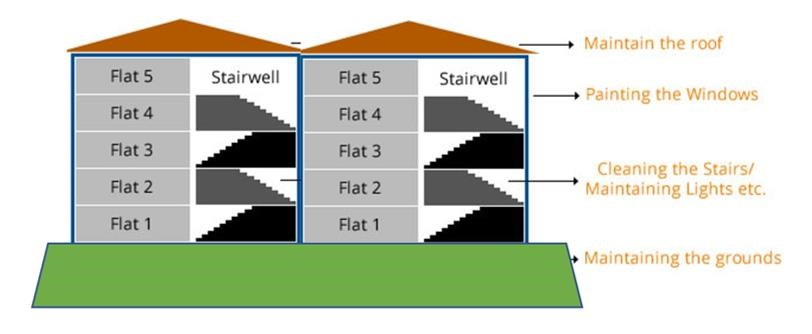 Flat 5
Stairwell
Flat 4
Flat 3
Flat 2
Flat 1
Flat 5
Stairwell
Flat 4
Flat 3
Flat 2
Flat 1
Maintain the roof
Painting the Windows
Cleaning the Stairs/
Maintaining Lights etc.
Maintaining the grounds